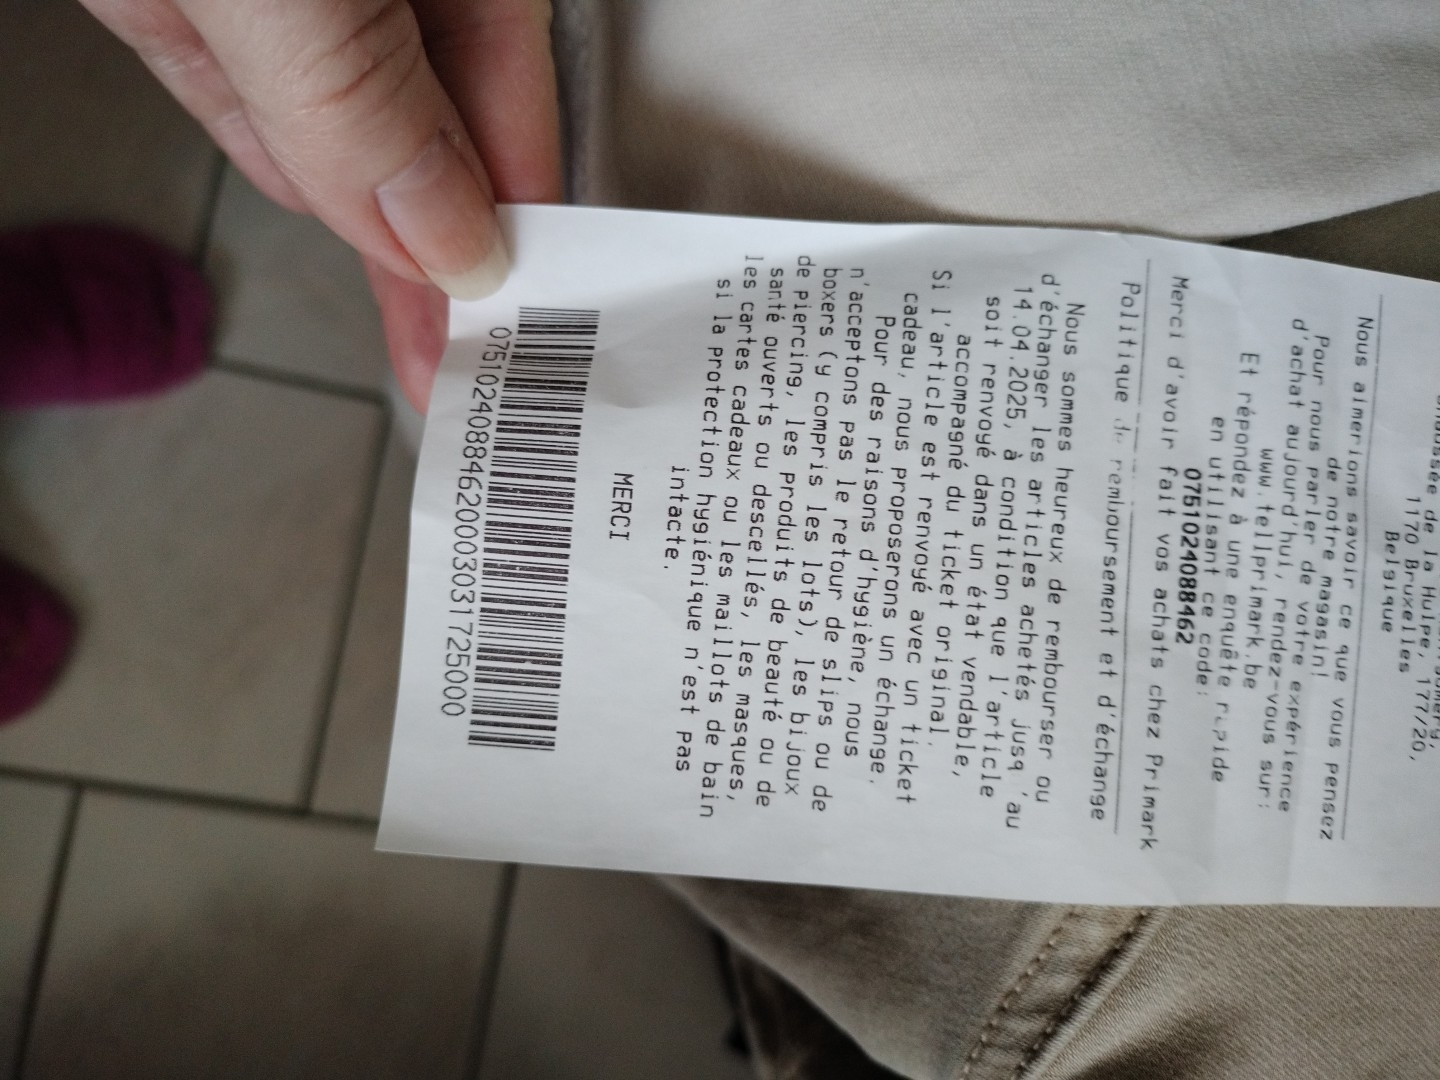 de la Hulpe, 177/20,
1170 Bruxelles
Belgique
Nous aimerions savoir ce que vous pensez
de notre magasin!
Pour nous parler de votre expérience
d'achat aujourd'hui, rendez-vous sur:
www.tellprimark.be
Et répondez à une enquête rapide
en utilisant ce code:
0751024088462
Merci d'avoir fait vos achats chez Primark
Politique de remboursement et d'échange
Nous sommes heureux de rembourser ou
d'échanger les articles achetés jusq'au
14.04.2025, à condition que l'article
soit renvoyé dans un état vendable,
accompagné du ticket original.
Si l'article est renvoyé avec un ticket
cadeau, nous proposerons un échange.
Pour des raisons d'hygiène, nous
n'acceptons pas le retour de slips ou de
boxers (y compris les lots), les bijoux
de piercing, les produits de beauté ou de
santé ouverts ou descellés, les masques,
les cartes cadeaux ou les maillots de bain
si la protection hygiénique n'est pas
intacte.
MERCI
07510240884620003031725000